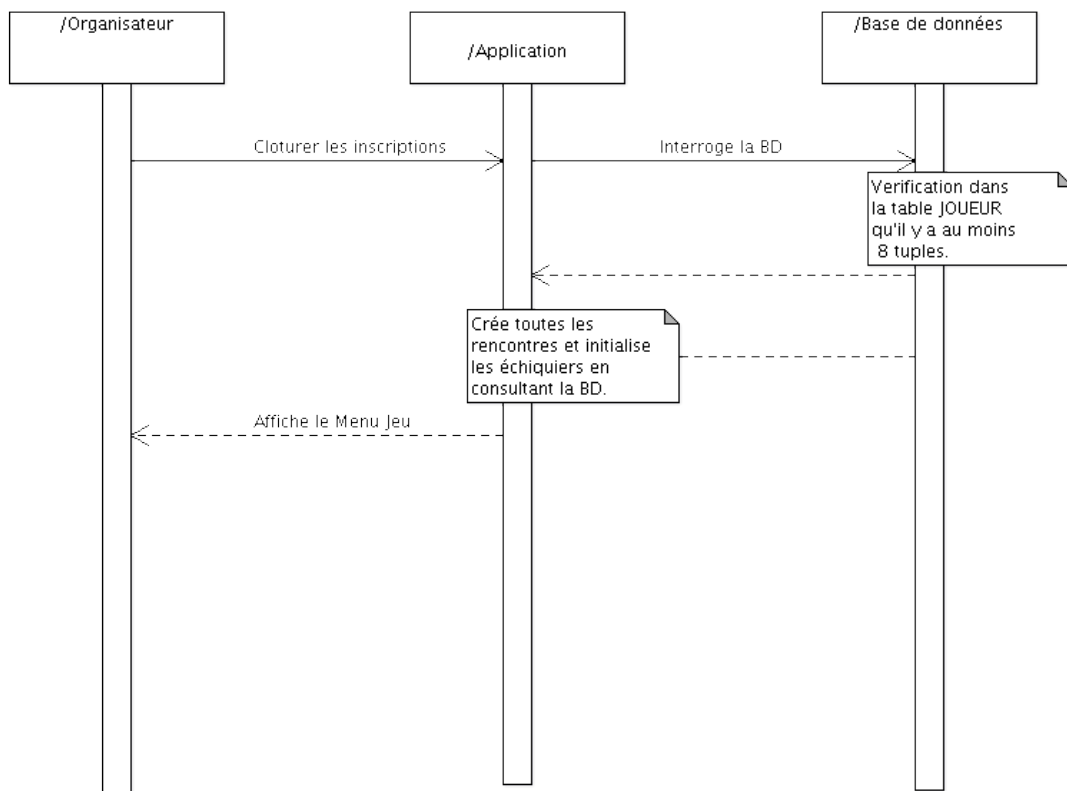 /Organisateur
/Application
/Base de données
Cloturer les inscriptions
Interroge la BD
Verification dans
la table JOUEUR
qu'il y a au moins
8 tuples.
Crée toutes les
rencontres et initialise
les échiquiers en
consultant la BD.
Affiche le Menu Jeu